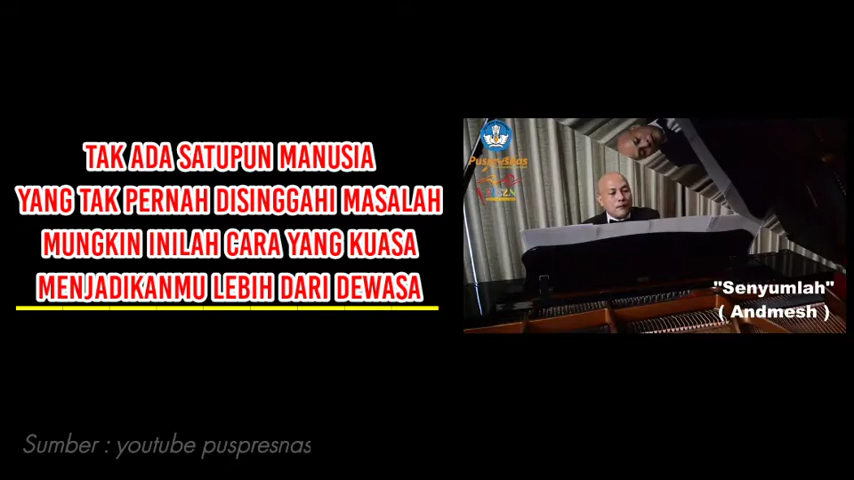 TAK ADA SATUPUN MANUSIA
YANG TAK PERNAH DISINGGAHI MASALAH
MUNGKIN INILAH CARA YANG KUASA
MENJADIKANMU LEBIH DARI DEWASA
Puspresnas
"Senyumlah"
( Andmesh )
Sumber : youtube puspresnas